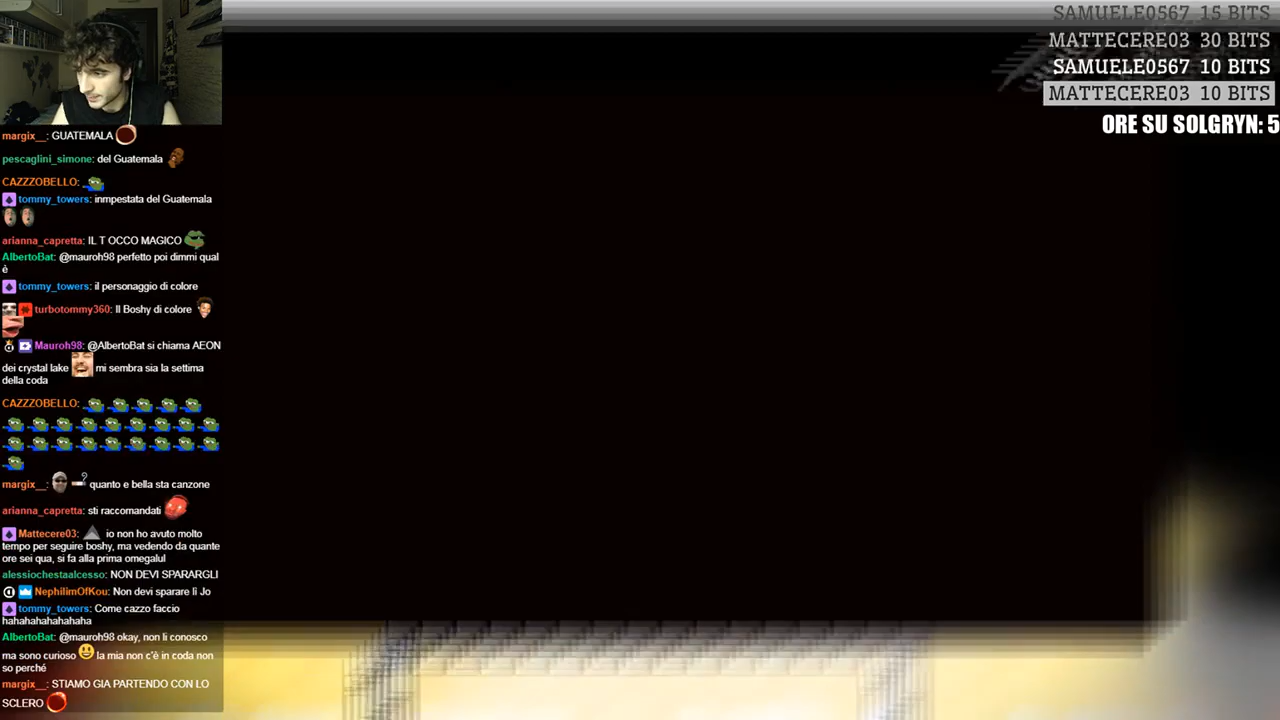 SAMUELE0567 15 BITS
MATTECERE03 30 BITS
SAMUELE0567 10 BITS
MATTECERE03 10 BITS
ORE SU SOLGRYN: 5
margix__: GUATEMALA
pescaglini_simone: del Guatemala
CAZZZOBELLO:
tommy_towers: inmpestata del Guatemala
arianna_capretta: IL T OCCO MAGICO
AlbertoBat: @mauroh98 perfetto poi dimmi qual
è
tommy_towers: il personaggio di colore
turbotommy360: Il Boshy di colore
Mauroh98: @AlbertoBat si chiama AEON
dei crystal lake mi sembra sia la settima
della coda
CAZZZOBELLO:
margix__: quanto e bella sta canzone
arianna_capretta: sti raccomandati
Mattecere03: io non ho avuto molto
tempo per seguire boshy, ma vedendo da quante
ore sei qua, si fa alla prima omegalul
alessiochestaalcesso: NON DEVI SPARARGLI
NephilimOfKou: Non devi sparare lì Jo
tommy_towers: Come cazzo faccio
hahahahahahahaha
AlbertoBat: @mauroh98 okay, non li conosco
ma sono curioso la mia non c'è in coda non
so perché
margix__: STIAMO GIA PARTENDO CON LO
SCLERO